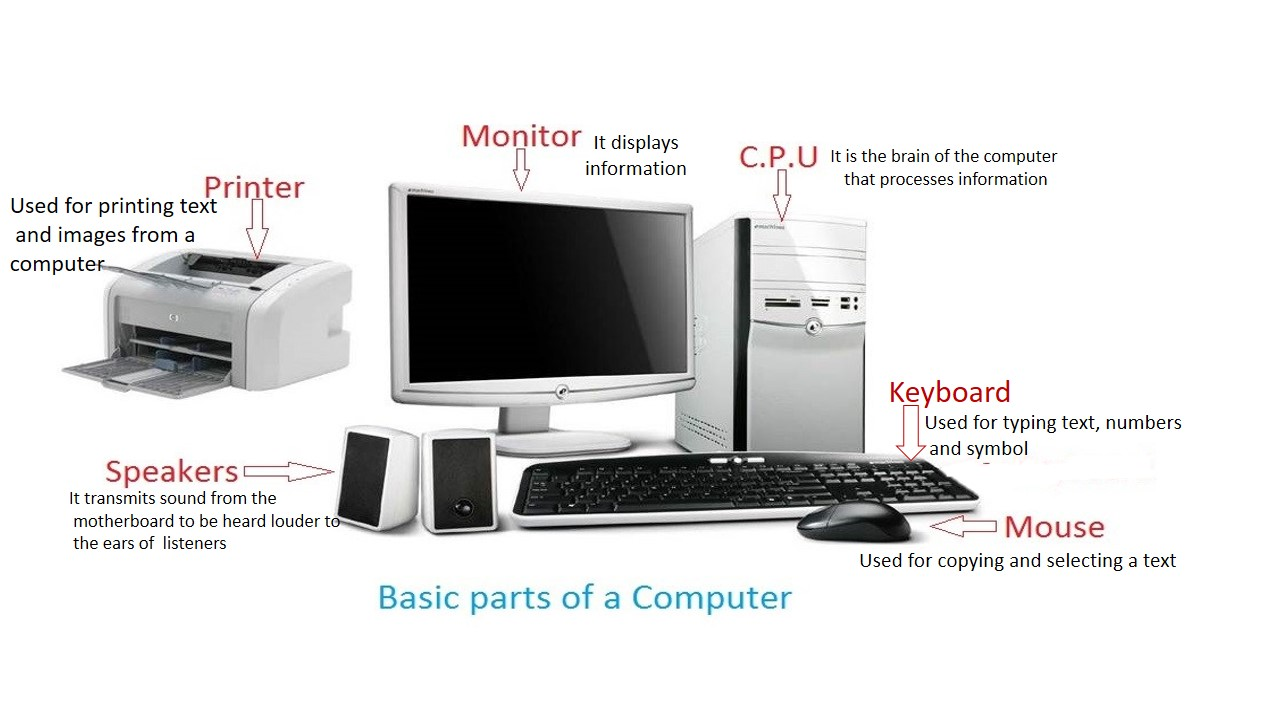 Monitor
It displays
information
C.P.U
It is the brain of the computer
that processes information
Printer
Used for printing text
and images from a
computer
emachines
emachines
hp
Keyboard
Used for typing text, numbers
and symbol
Speakers
It transmits sound from the
motherboard to be heard louder to
the ears of listeners
Mouse
Used for copying and selecting a text
Basic parts of a Computer